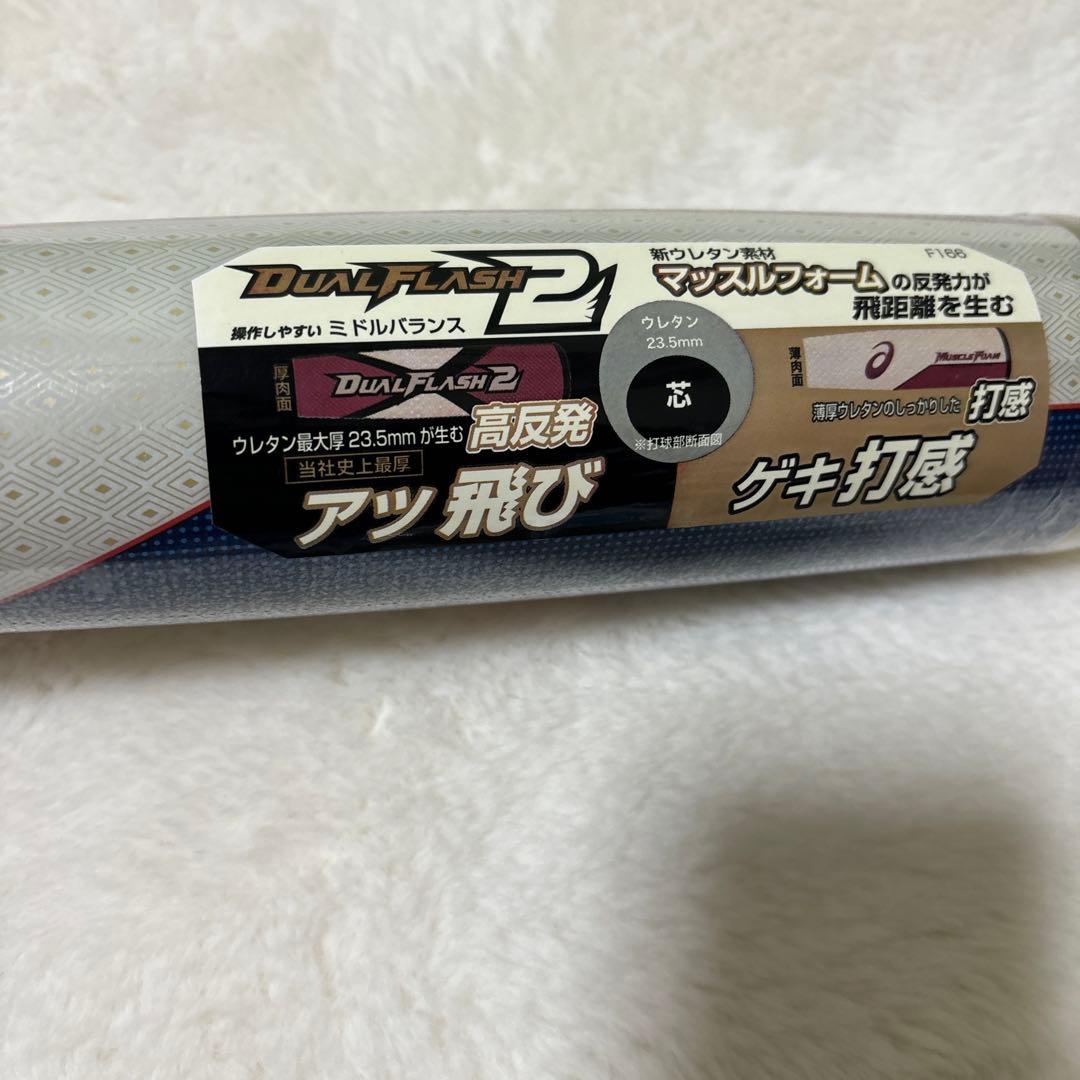 DUAL FLASH 2
操作しやすい ミドルバランス
新ウレタン素材
F166
マッスルフォームの反発力が
飛距離を生む
厚肉面
DUAL FLASH 2
ウレタン最大厚23.5mmが生む 高反発
当社史上最厚
アツ飛び
ウレタン
23.5mm
芯
※打球部断面図
薄肉面
MUSCLE FOAM
薄厚ウレタンのしっかりした 打感
ゲキ打感